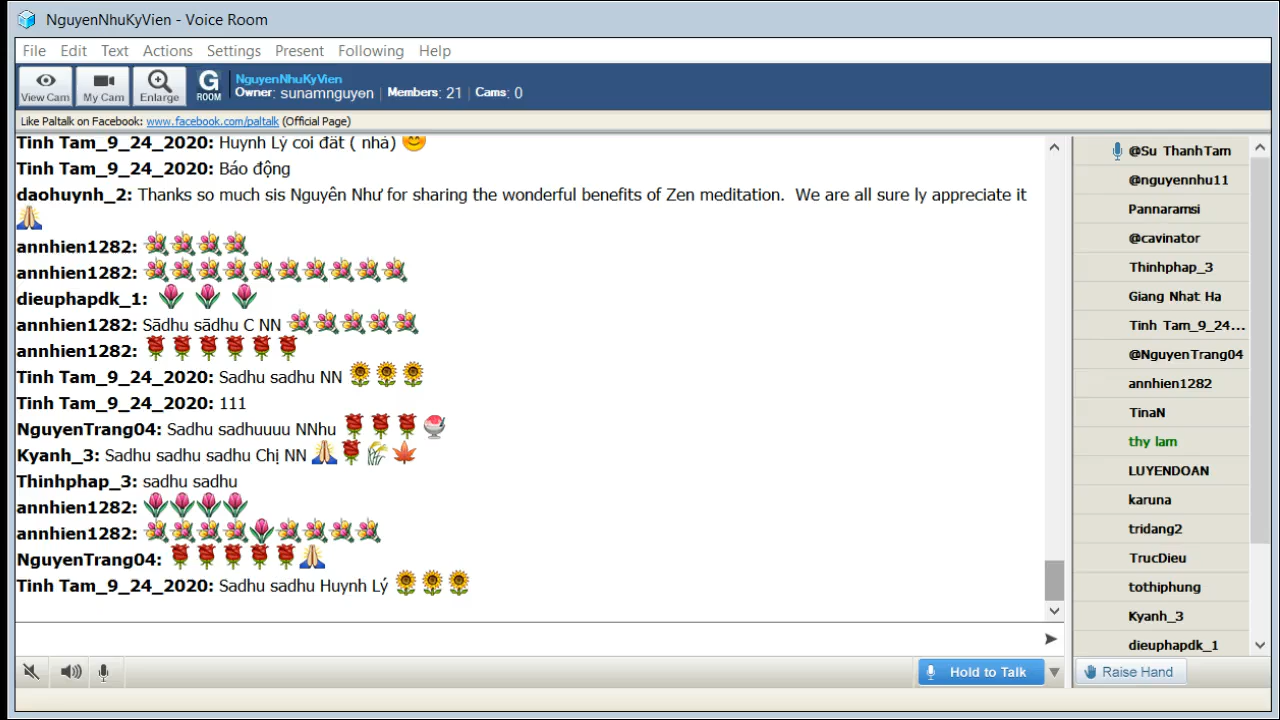 NguyenNhuKyVien - Voice Room
File Edit Text Actions Settings Present Following Help
View Cam My Cam Enlarge G ROOM NguyenNhuKyVien
Owner: sunamnguyen Members: 21 Cams: 0
Like Paltalk on Facebook: www.facebook.com/paltalk (Official Page)
Tinh Tam_9_24_2020: Huynh Lý coi đất ( nhà) 😊
Tinh Tam_9_24_2020: Báo động
daohuynh_2: Thanks so much sis Nguyên Như for sharing the wonderful benefits of Zen meditation. We are all sure ly appreciate it
🙏
annhien1282: 💐💐💐💐
annhien1282: 💐💐💐💐💐💐💐💐💐💐
dieuphapdk_1: 🌷 🌷 🌷
annhien1282: Sādhu sādhu C NN 💐💐💐💐💐
annhien1282: 🌹🌹🌹🌹🌹🌹
Tinh Tam_9_24_2020: Sadhu sadhu NN 🌻🌻🌻
Tinh Tam_9_24_2020: 111
NguyenTrang04: Sadhu sadhuuuu NNhu 🌹🌹🌹🍧
Kyanh_3: Sadhu sadhu sadhu Chị NN 🙏🌹🌾🍁
Thinhphap_3: sadhu sadhu
annhien1282: 🌷🌷🌷🌷
annhien1282: 💐💐💐💐🌷💐💐💐💐
NguyenTrang04: 🌹🌹🌹🌹🌹🙏
Tinh Tam_9_24_2020: Sadhu sadhu Huynh Lý 🌻🌻🌻
Hold to Talk
@Su ThanhTam
@nguyennhu11
Pannaramsi
@cavinator
Thinhphap_3
Giang Nhat Ha
Tinh Tam_9_24...
@NguyenTrang04
annhien1282
TinaN
thy lam
LUYENDOAN
karuna
tridang2
TrucDieu
tothiphung
Kyanh_3
dieuphapdk_1
Raise Hand